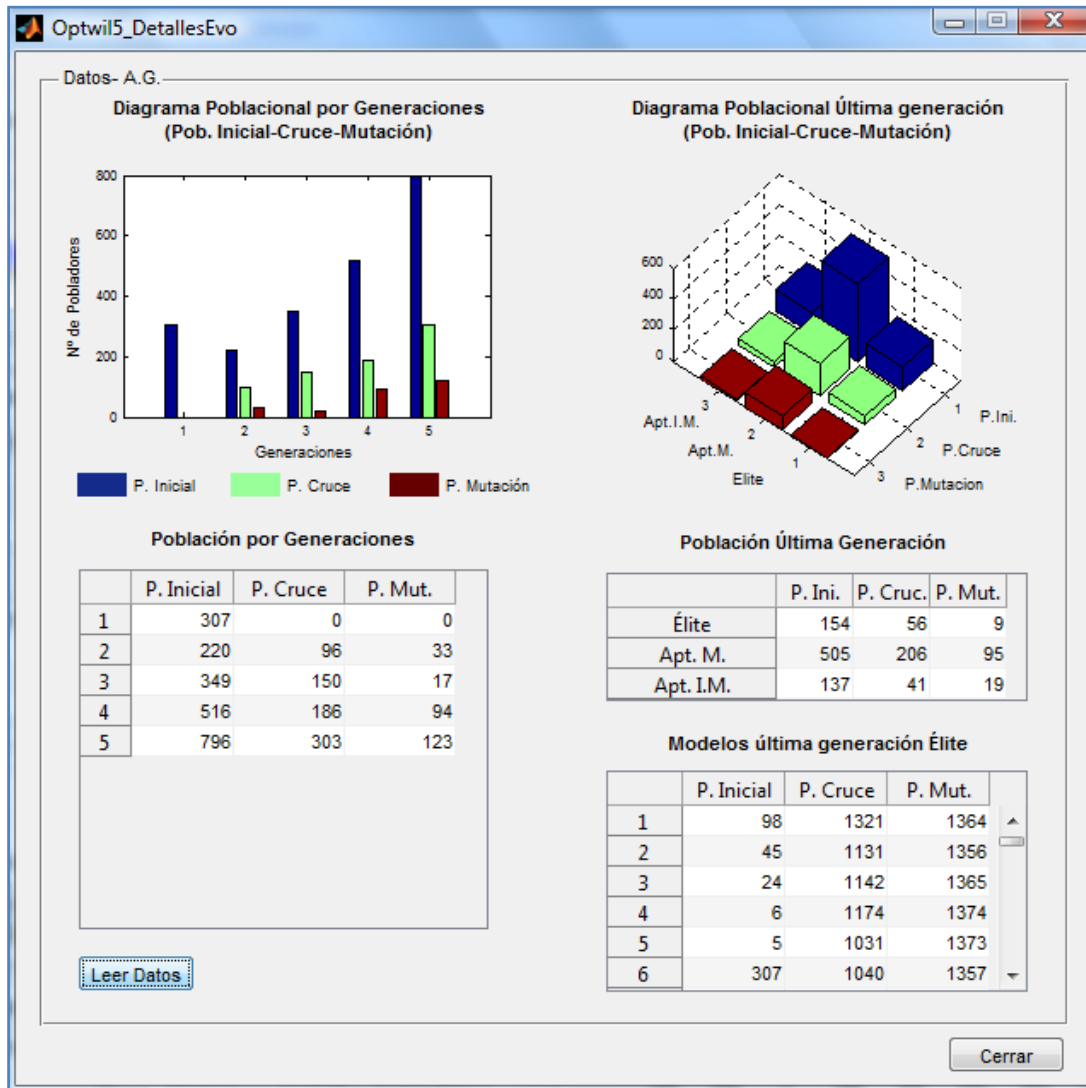 Optwil5_DetallesEvo
Datos- A.G.
Diagrama Poblacional por Generaciones
(Pob. Inicial-Cruce-Mutación)
800
600
400
200
0
Nº de Pobladores
1 2 3 4 5
Generaciones
P. Inicial P. Cruce P. Mutación
Diagrama Poblacional Última generación
(Pob. Inicial-Cruce-Mutación)
600
400
200
0
3
2
1
Apt.I.M.
Apt.M.
Elite
1
2
3
P.Ini.
P.Cruce
P.Mutacion
Población por Generaciones
P. Inicial P. Cruce P. Mut.
1 307 0 0
2 220 96 33
3 349 150 17
4 516 186 94
5 796 303 123
Leer Datos
Población Última Generación
P. Ini. P. Cruc. P. Mut.
Élite 154 56 9
Apt. M. 505 206 95
Apt. I.M. 137 41 19
Modelos última generación Élite
P. Inicial P. Cruce P. Mut.
1 98 1321 1364
2 45 1131 1356
3 24 1142 1365
4 6 1174 1374
5 5 1031 1373
6 307 1040 1357
Cerrar